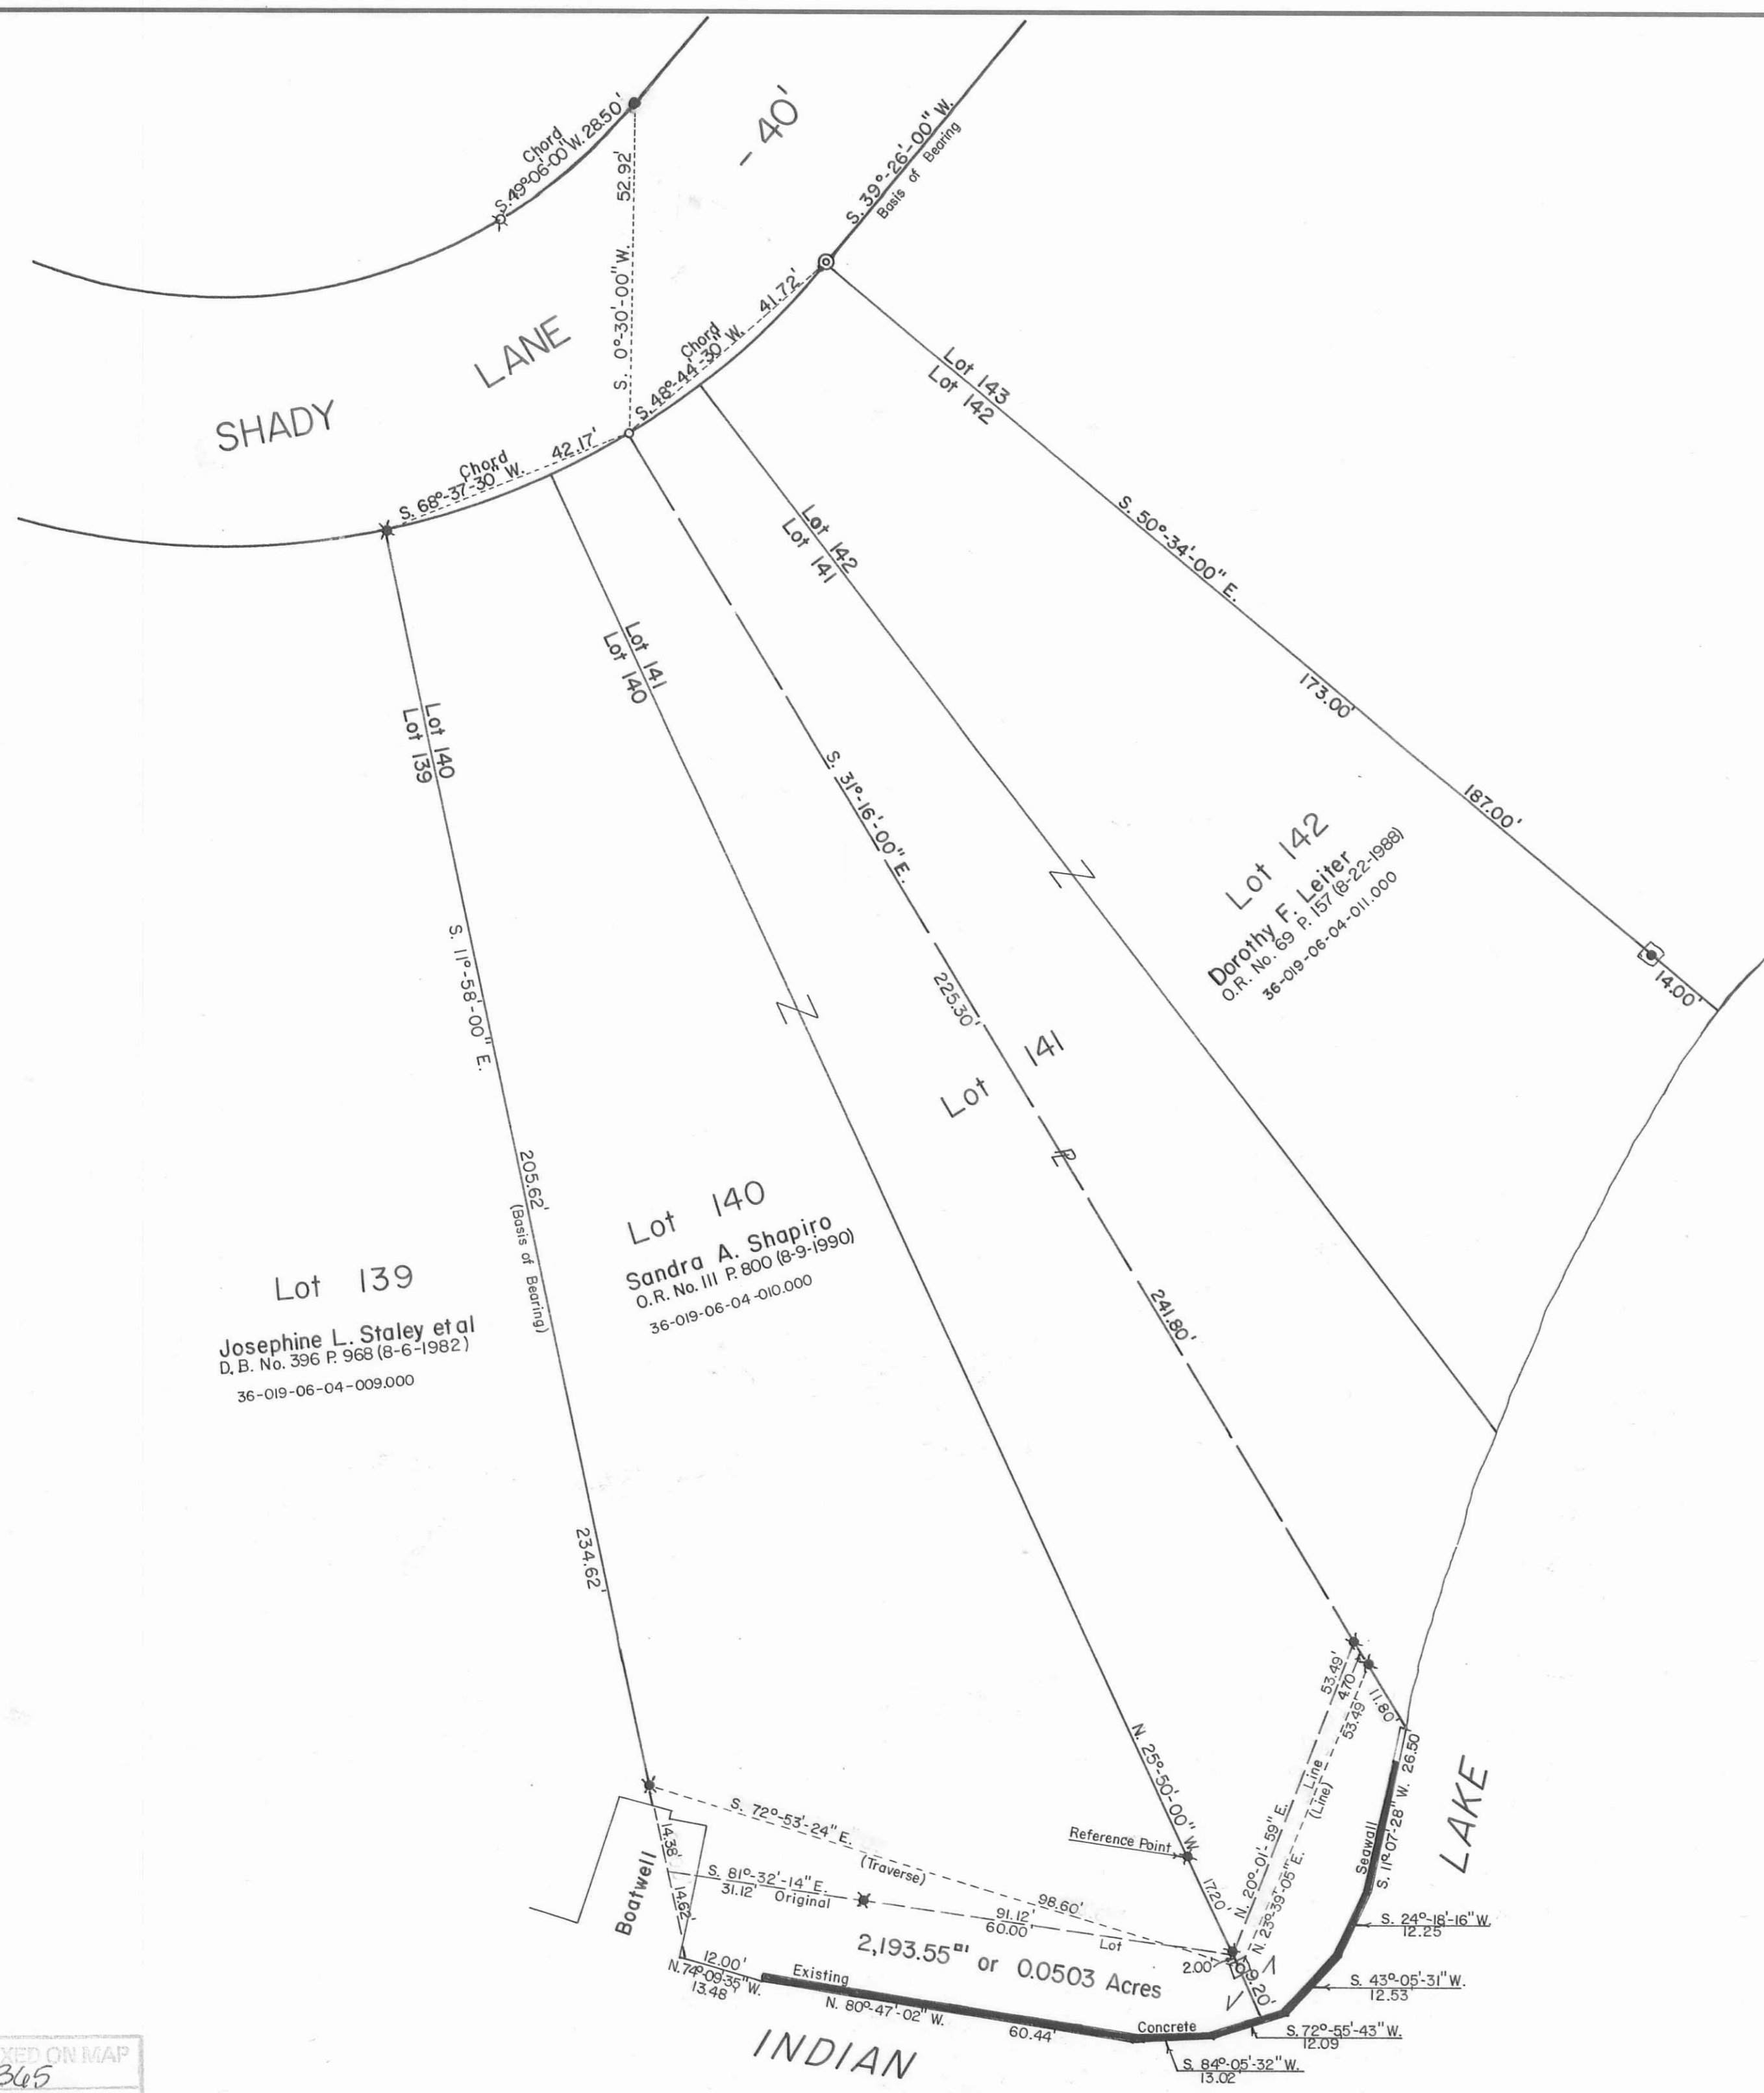 Chord
S. 49°-06'-00" W. 28.50'
- 40'
S. 39°-26'-00" W.
Basis of Bearing
S. 0°-30'-00" W. 52.92'
SHADY LANE
Chord
S. 48°-44'-30" W. 41.72'
Chord
S. 68°-37'-30" W. 42.17'
Lot 143
Lot 142
S. 50°-34'-00" E.
173.00'
187.00'
14.00'
Lot 142
Lot 141
Lot 141
Lot 140
Lot 140
Lot 139
S. 31°-16'-00" E.
225.30'
241.80'
S. 11°-58'-00" E.
205.62'
(Basis of Bearing)
234.62'
Lot 142
Dorothy F. Leiter
O.R. No. 69 P. 157 (8-22-1988)
36-019-06-04-011.000
Lot 141
Lot 140
Sandra A. Shapiro
O.R. No. 111 P. 800 (8-9-1990)
36-019-06-04-010.000
Lot 139
Josephine L. Staley et al
D.B. No. 396 P. 968 (8-6-1982)
36-019-06-04-009.000
N. 25°-50'-00" W.
Reference Point
17.20'
53.49'
4.70'
53.49'
11.80'
N. 20°-01'-59" E. Line
N. 23°-39'-05" E. (Line)
26.50'
S. 11°-07'-28" W.
Seawall
LAKE
S. 72°-53'-24" E.
(Traverse)
98.60'
14.38'
14.62'
Boatwell
S. 81°-32'-14" E.
31.12' Original
91.12'
60.00'
Lot
2,193.55 □' or 0.0503 Acres
2.00'
9.20'
12.00'
N. 74°-09'-35" W.
13.48'
Existing
N. 80°-47'-02" W.
60.44'
Concrete
S. 24°-18'-16" W.
12.25
S. 43°-05'-31" W.
12.53'
S. 72°-55'-43" W.
12.09'
S. 84°-05'-32" W.
13.02'
INDIAN
XED ON MAP
365